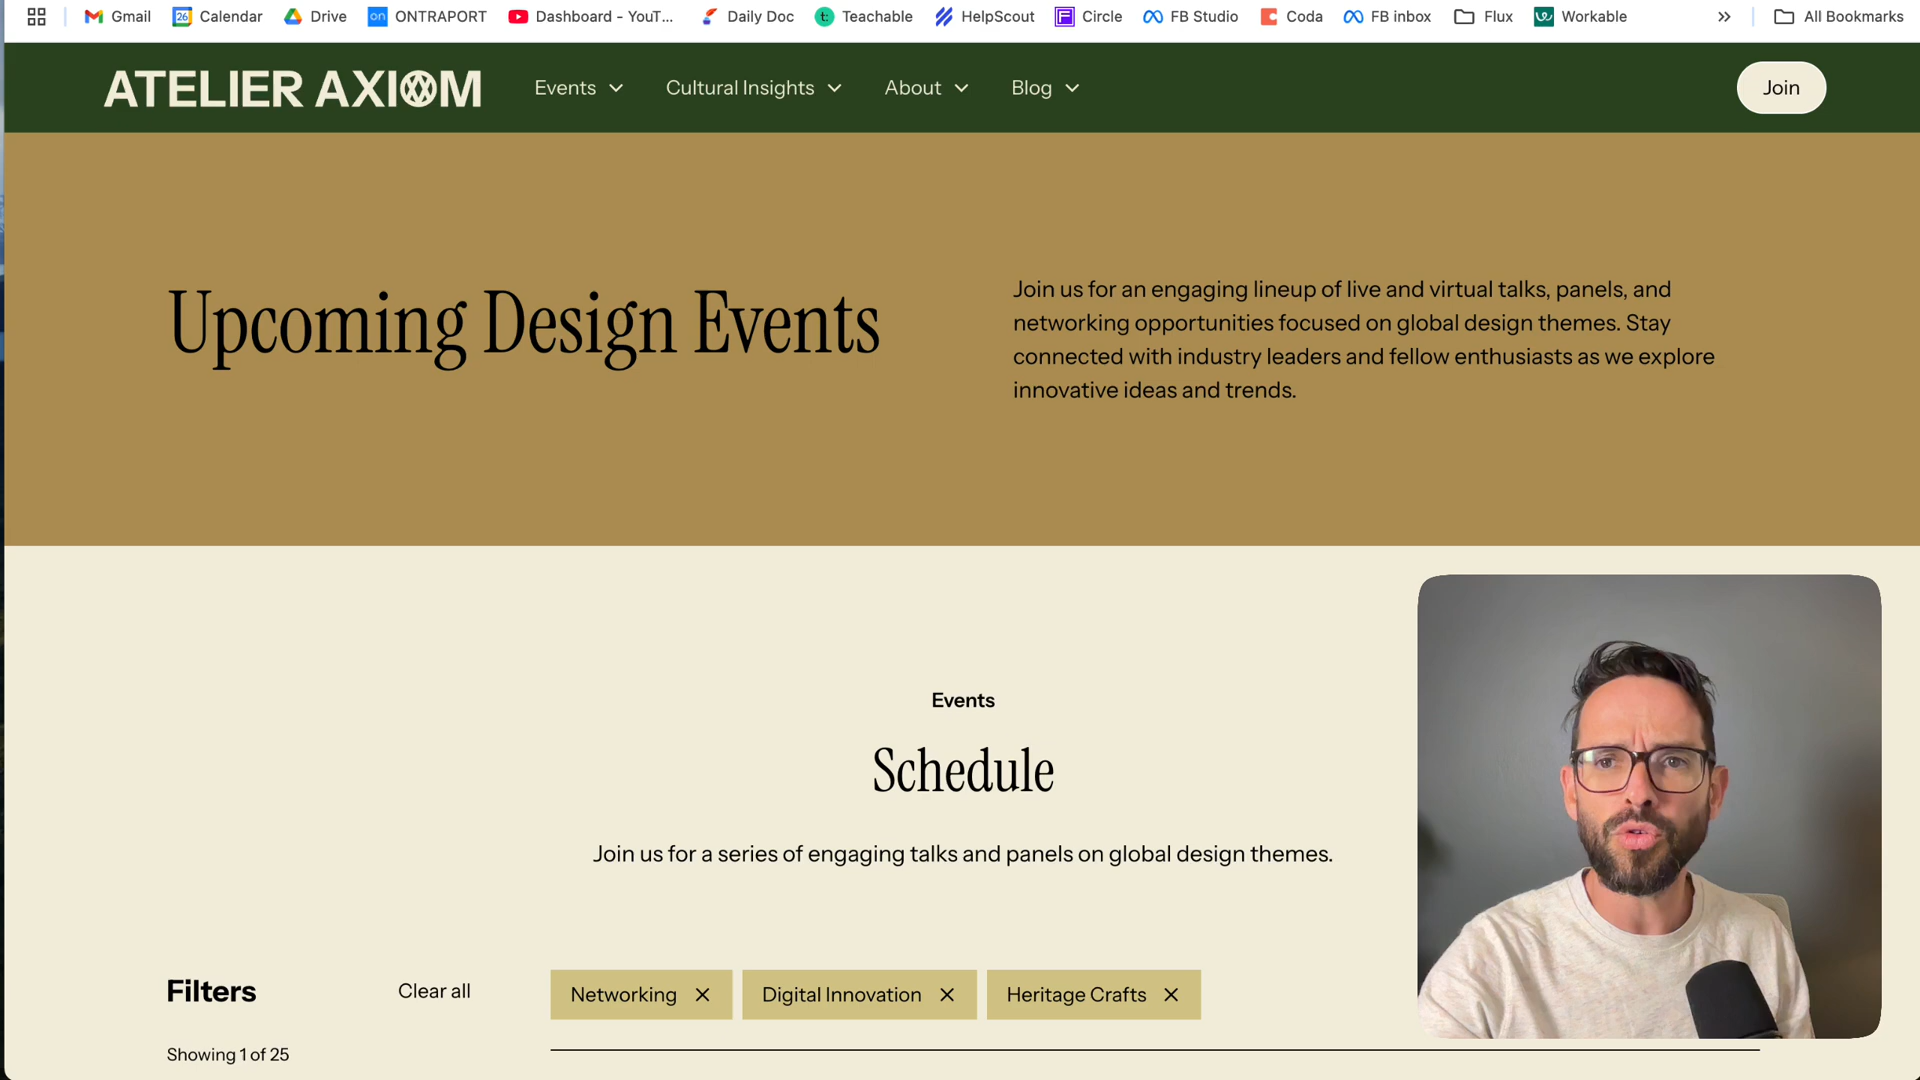 Gmail 26 Calendar Drive on ONTRAPORT Dashboard - YouT... Daily Doc t: Teachable HelpScout Circle FB Studio Coda FB inbox Flux Workable All Bookmarks
ATELIER AXIOM Events Cultural Insights About Blog Join
Upcoming Design Events
Join us for an engaging lineup of live and virtual talks, panels, and
networking opportunities focused on global design themes. Stay
connected with industry leaders and fellow enthusiasts as we explore
innovative ideas and trends.
Events
Schedule
Join us for a series of engaging talks and panels on global design themes.
Filters Clear all Networking Digital Innovation Heritage Crafts
Showing 1 of 25